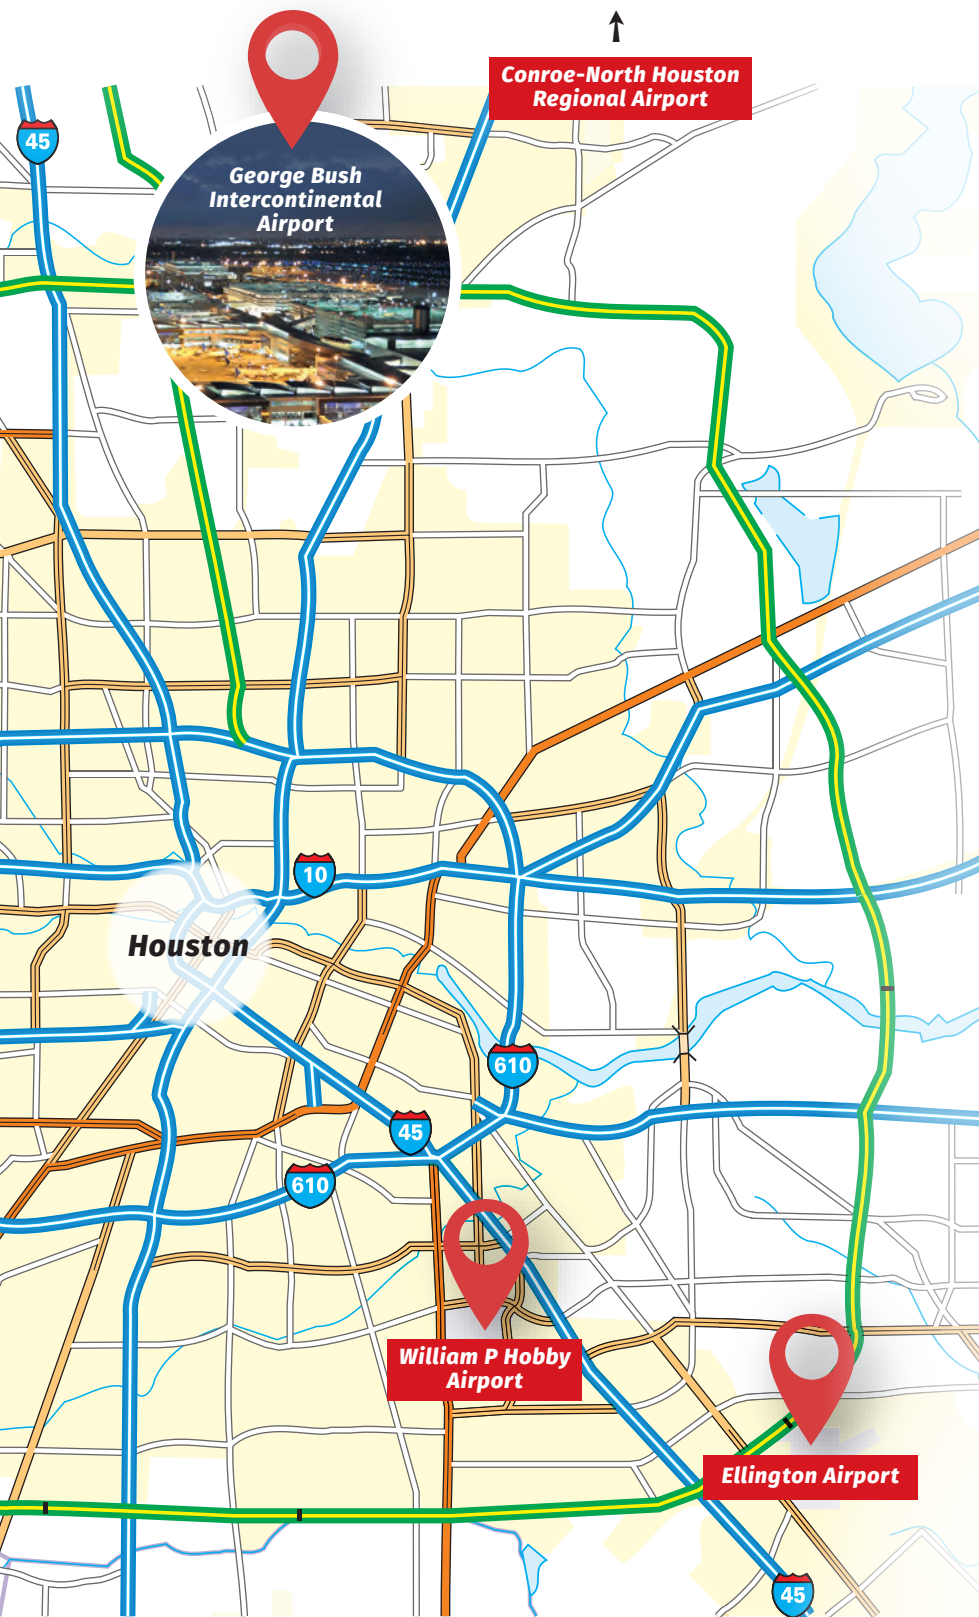 Conroe-North Houston
Regional Airport
45
George Bush
Intercontinental
Airport
10
Houston
610
45
610
William P Hobby
Airport
Ellington Airport
45